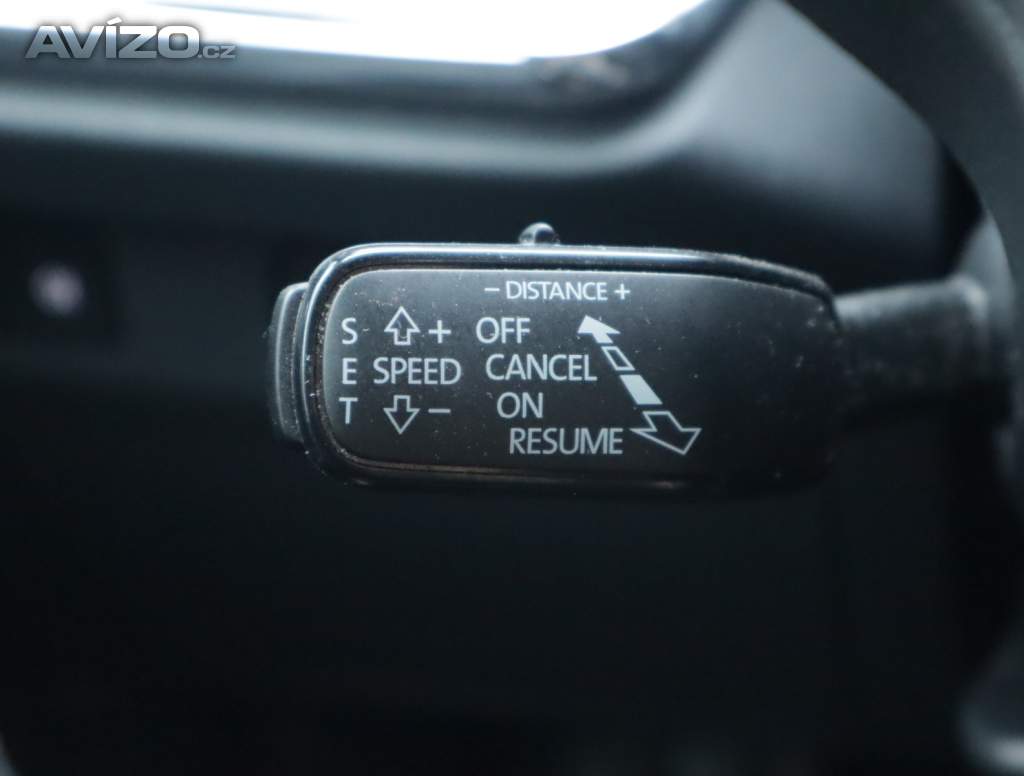 AVÍZO.cz
− DISTANCE +
S + OFF
E SPEED CANCEL
T − ON
RESUME